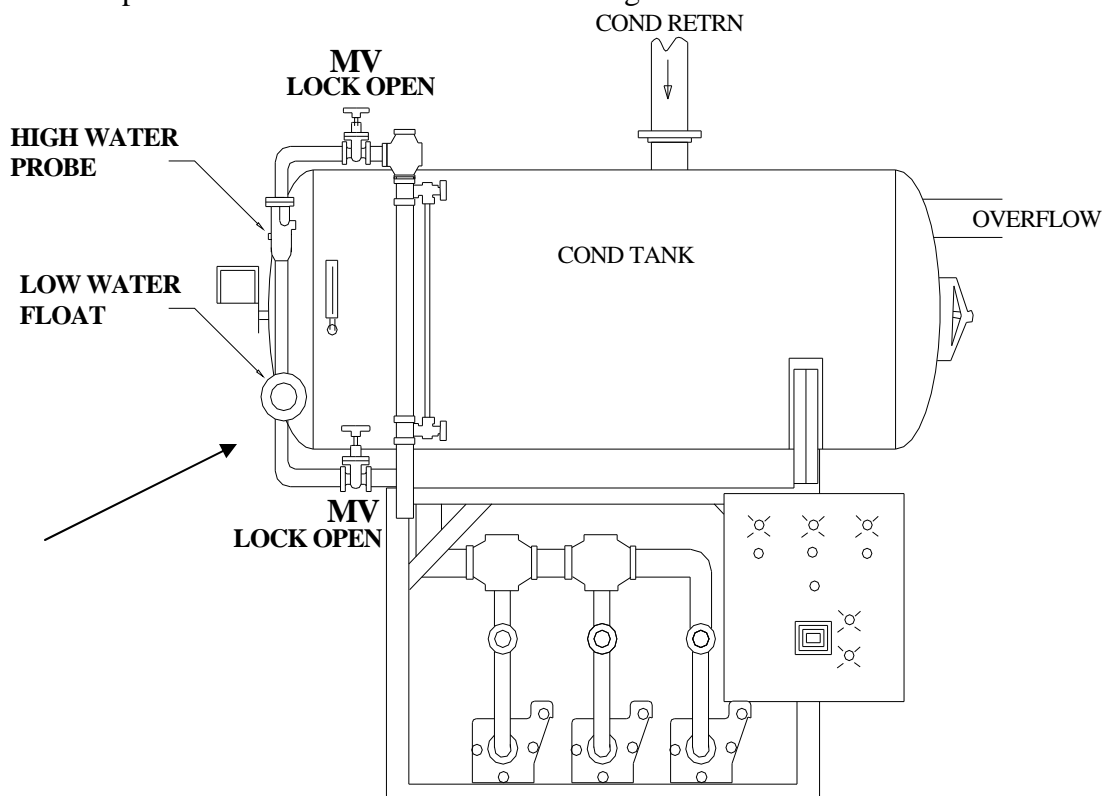 COND RETRN
MV
LOCK OPEN
HIGH WATER
PROBE
OVERFLOW
COND TANK
LOW WATER
FLOAT
MV
LOCK OPEN